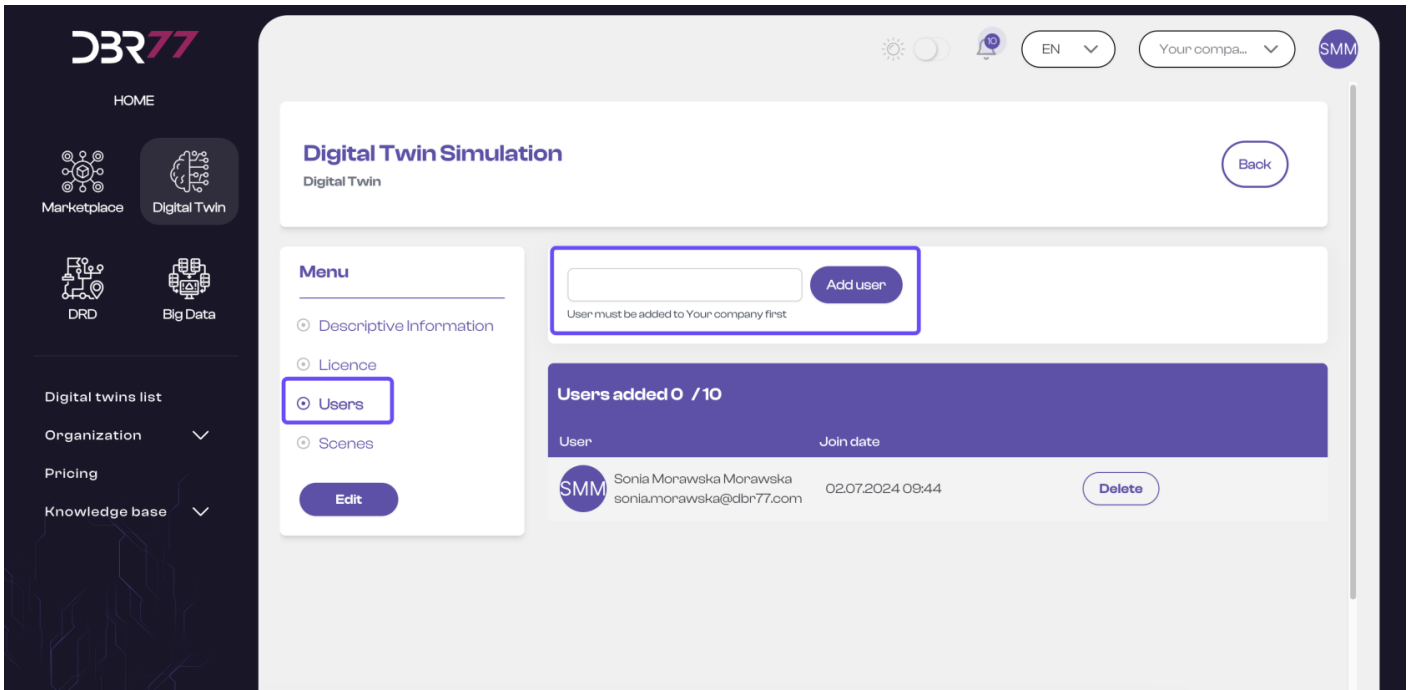 DBR77
HOME
Marketplace
Digital Twin
DRD
Big Data
Digital twins list
Organization
Pricing
Knowledge base
10
EN
Your compa...
SMM
Digital Twin Simulation
Digital Twin
Back
Menu
Descriptive Information
Licence
Users
Scenes
Edit
Add user
User must be added to Your company first
Users added 0 / 10
User Join date
SMM
Sonia Morawska Morawska
sonia.morawska@dbr77.com
02.07.2024 09:44
Delete